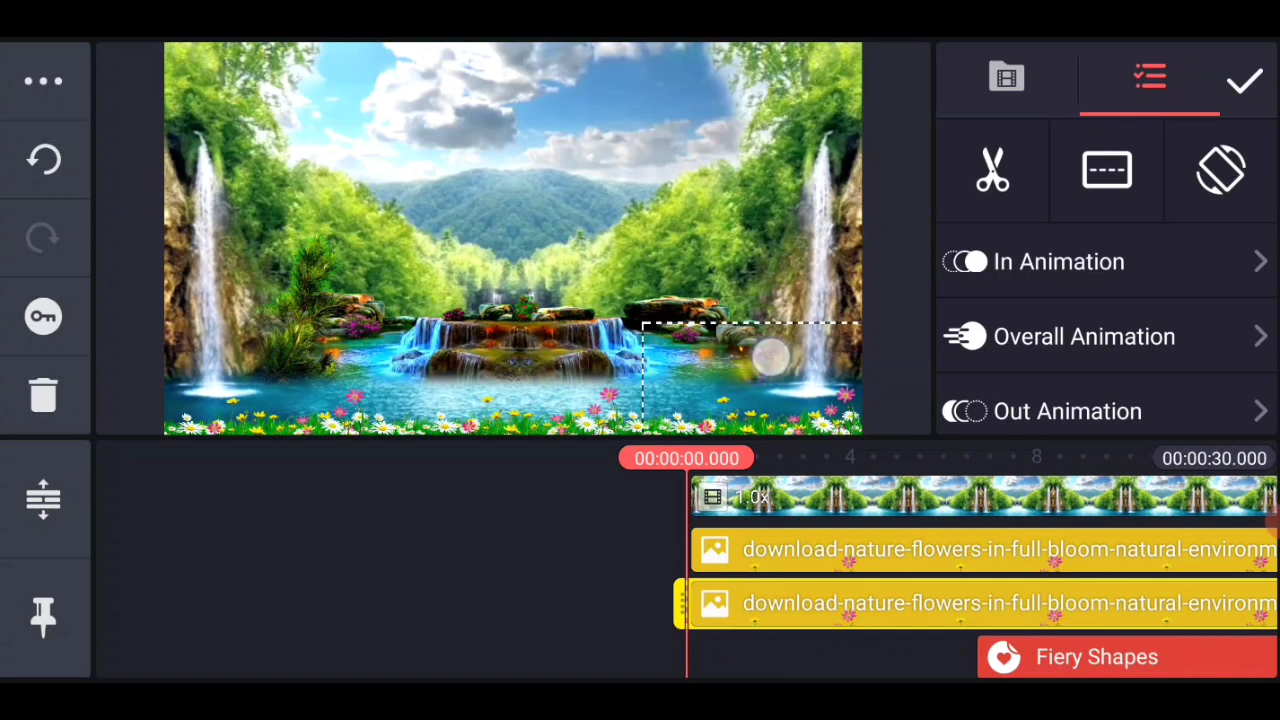 In Animation
Overall Animation
Out Animation
00:00:00.000
4
8
00:00:30.000
1.0x
download-nature-flowers-in-full-bloom-natural-environm
download-nature-flowers-in-full-bloom-natural-environm
Fiery Shapes